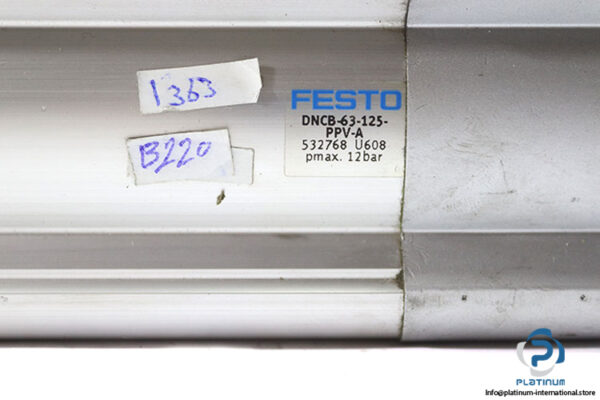 1363
B220
FESTO
DNCB-63-125-
PPV-A
532768 U608
pmax. 12bar
PLATINUM
Info@platinum-international.store